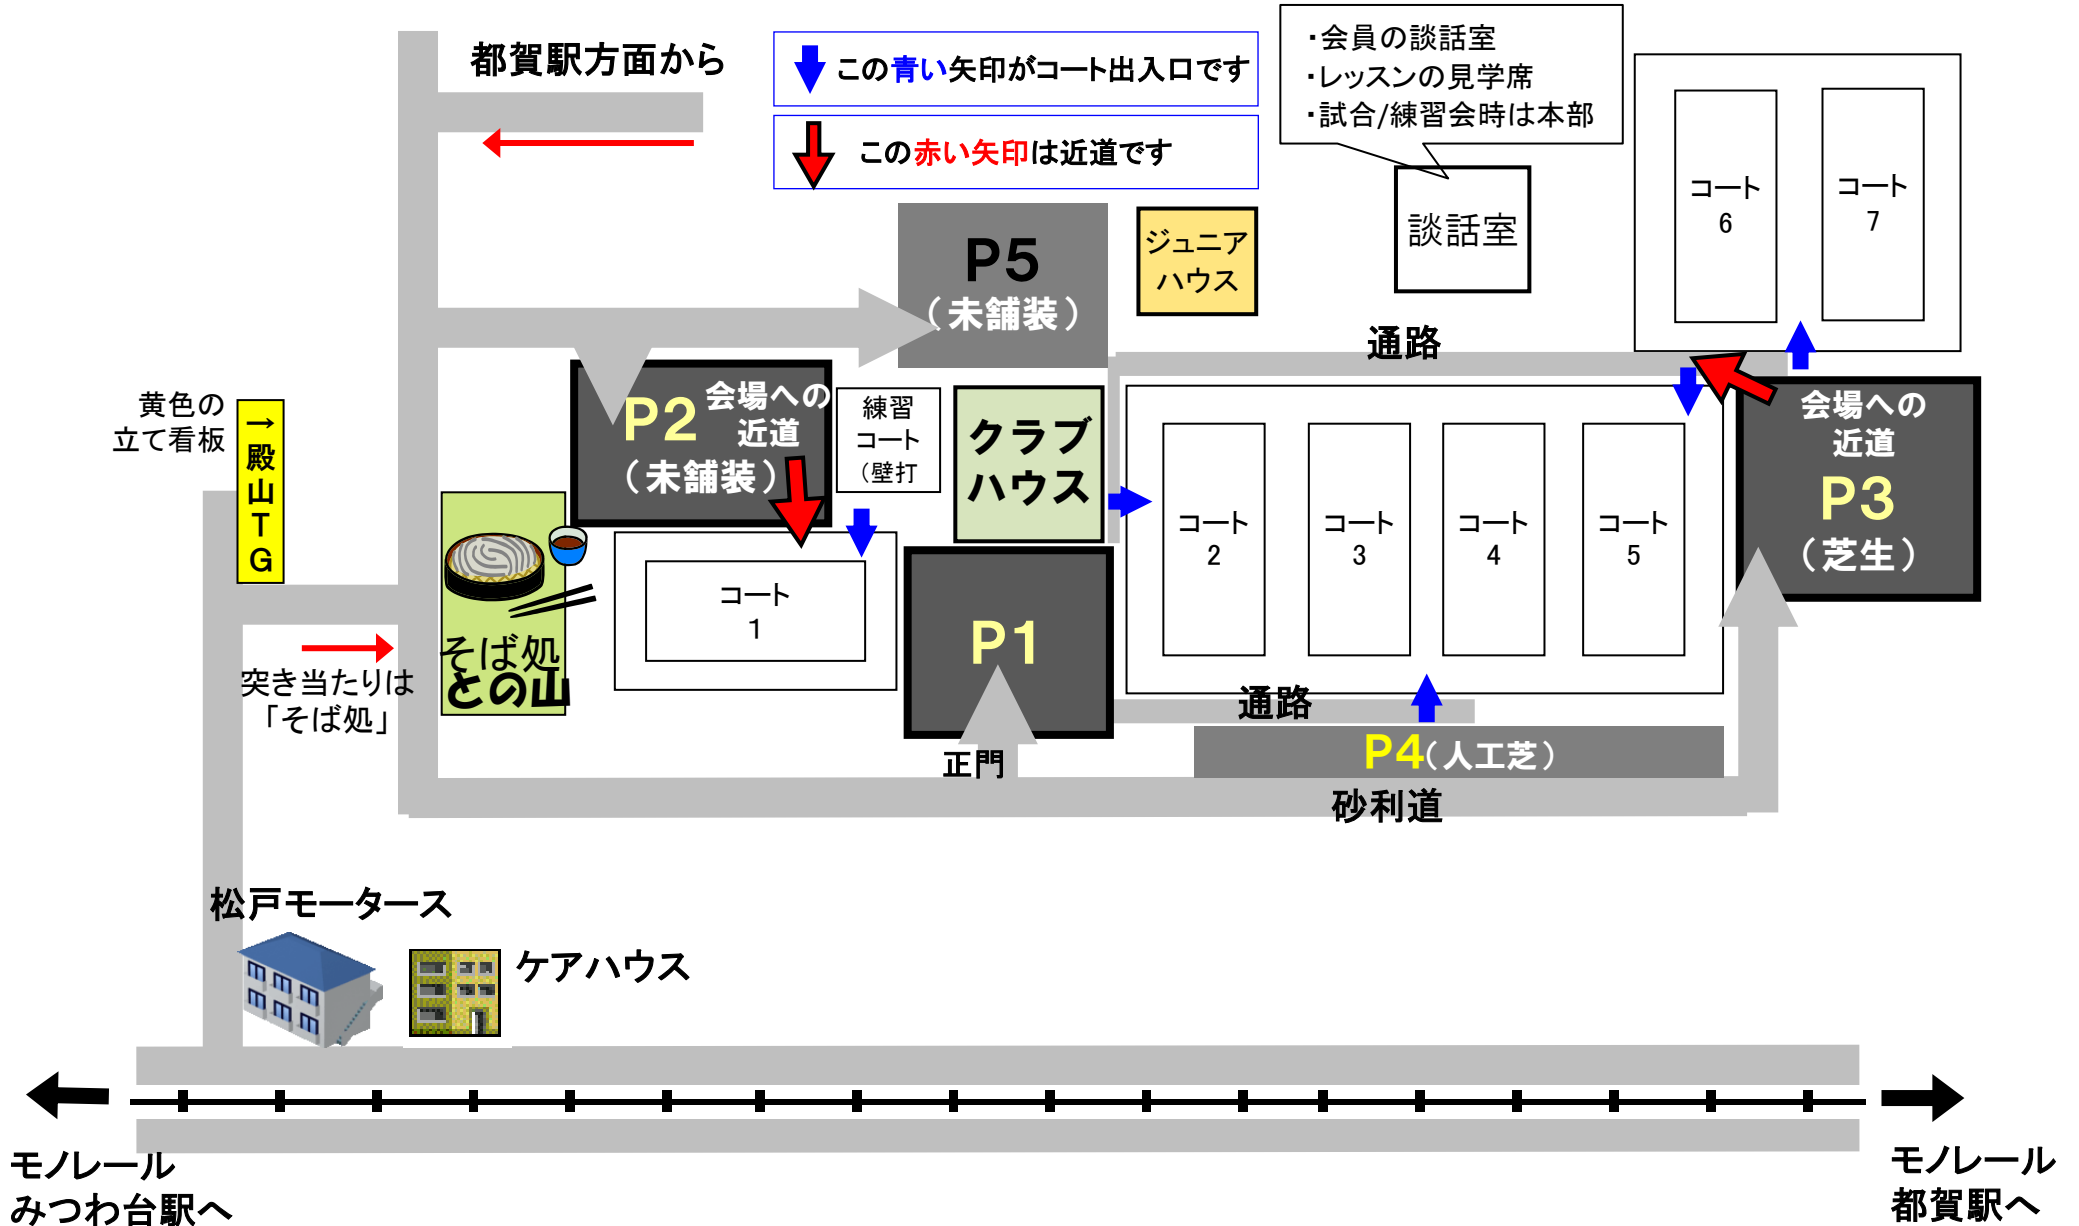 都賀駅方面から
この青い矢印がコート出入口です
この赤い矢印は近道です
・会員の談話室
・レッスンの見学席
・試合/練習会時は本部
談話室
コート
6
コート
7
P5
（未舗装）
ジュニア
ハウス
通路
黄色の
立て看板
→殿山TG
P2
会場への
近道
（未舗装）
練習
コート
（壁打
クラブ
ハウス
会場への
近道
P3
（芝生）
コート
2
コート
3
コート
4
コート
5
コート
1
そば処
との山
P1
突き当たりは
「そば処」
通路
正門
P4（人工芝）
砂利道
松戸モータース
ケアハウス
モノレール
みつわ台駅へ
モノレール
都賀駅へ